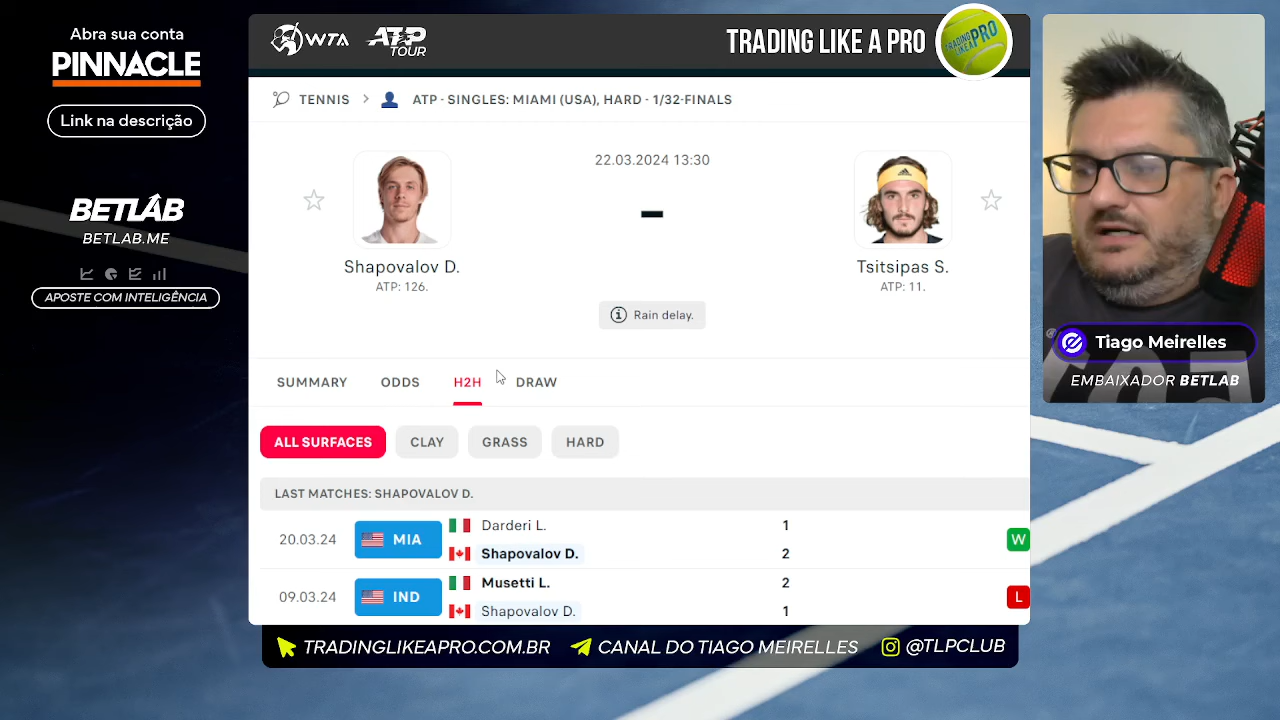 Abra sua conta
PINNACLE
Link na descrição
BETLAB
BETLAB.ME
APOSTE COM INTELIGÊNCIA
WTA
ATP
TOUR
TRADING LIKE A PRO
TRADING
LIKE A
PRO
TENNIS > ATP - SINGLES: MIAMI (USA), HARD - 1/32-FINALS
22.03.2024 13:30
-
Shapovalov D.
ATP: 126.
Tsitsipas S.
ATP: 11.
Rain delay.
SUMMARY ODDS H2H DRAW
ALL SURFACES CLAY GRASS HARD
LAST MATCHES: SHAPOVALOV D.
20.03.24 MIA Darderi L. 1
Shapovalov D. 2 W
09.03.24 IND Musetti L. 2
Shapovalov D. 1 L
Tiago Meirelles
EMBAIXADOR BETLAB
TRADINGLIKEAPRO.COM.BR CANAL DO TIAGO MEIRELLES @TLPCLUB